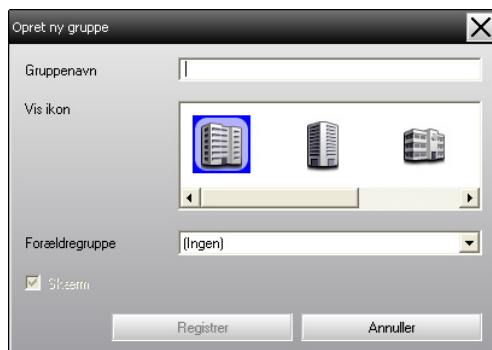 Opret ny gruppe
Gruppenavn
Vis ikon
Forældregruppe
(Ingen)
Skærm
Registrer
Annuller